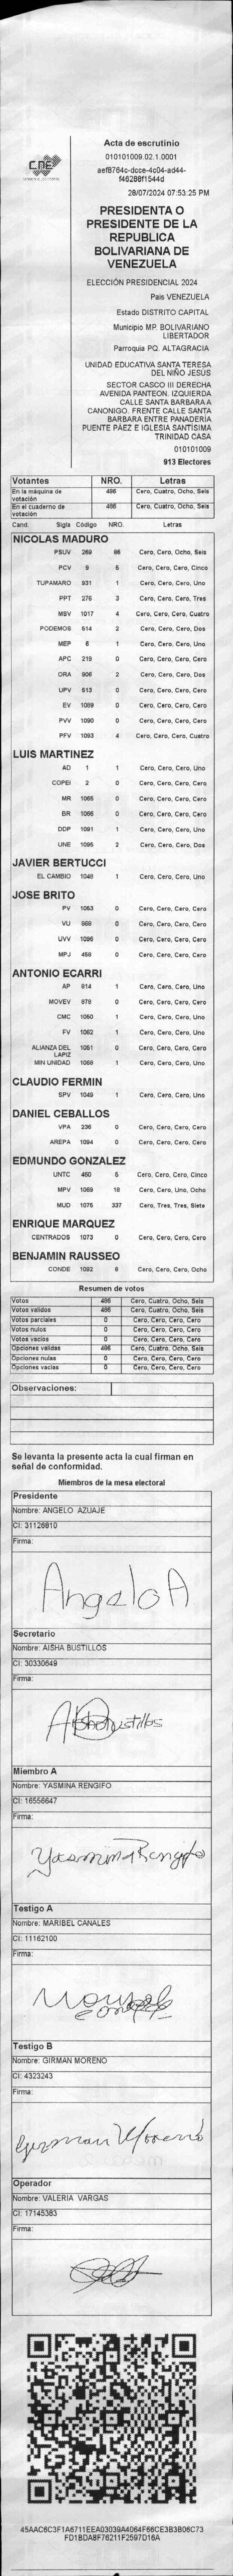 CNE
Acta de escrutinio
010101009.02.1.0001
aef8764c-dcce-4c04-ad44-
f46288f1544d
28/07/2024 07:53:25 PM
PRESIDENTA O
PRESIDENTE DE LA
REPUBLICA
BOLIVARIANA DE
VENEZUELA
ELECCIÓN PRESIDENCIAL 2024
Pais VENEZUELA
Estado DISTRITO CAPITAL
Municipio MP. BOLIVARIANO
LIBERTADOR
Parroquia PQ. ALTAGRACIA
UNIDAD EDUCATIVA SANTA TERESA
DEL NIÑO JESUS
SECTOR CASCO III DERECHA
AVENIDA PANTEON. IZQUIERDA
CALLE SANTA BARBARA A
CANONIGO. FRENTE CALLE SANTA
BARBARA ENTRE PANADERIA
PUENTE PÁEZ E IGLESIA SANTÍSIMA
TRINIDAD CASA
010101009
913 Electores
Votantes NRO. Letras
En la máquina de
votación 486 Cero, Cuatro, Ocho, Seis
En el cuaderno de
votación 486 Cero, Cuatro, Ocho, Seis
Cand. Sigla Código NRO. Letras
NICOLAS MADURO
PSUV 269 86 Cero, Cero, Ocho, Seis
PCV 9 5 Cero, Cero, Cero, Cinco
TUPAMARO 931 1 Cero, Cero, Cero, Uno
PPT 276 3 Cero, Cero, Cero, Tres
MSV 1017 4 Cero, Cero, Cero, Cuatro
PODEMOS 514 2 Cero, Cero, Cero, Dos
MEP 6 1 Cero, Cero, Cero, Uno
APC 219 0 Cero, Cero, Cero, Cero
ORA 906 2 Cero, Cero, Cero, Dos
UPV 513 0 Cero, Cero, Cero, Cero
EV 1089 0 Cero, Cero, Cero, Cero
PVV 1090 0 Cero, Cero, Cero, Cero
PFV 1093 4 Cero, Cero, Cero, Cuatro
LUIS MARTINEZ
AD 1 1 Cero, Cero, Cero, Uno
COPEI 2 0 Cero, Cero, Cero, Cero
MR 1065 0 Cero, Cero, Cero, Cero
BR 1066 0 Cero, Cero, Cero, Cero
DDP 1091 1 Cero, Cero, Cero, Uno
UNE 1095 2 Cero, Cero, Cero, Dos
JAVIER BERTUCCI
EL CAMBIO 1048 1 Cero, Cero, Cero, Uno
JOSE BRITO
PV 1053 0 Cero, Cero, Cero, Cero
VU 868 0 Cero, Cero, Cero, Cero
UVV 1096 0 Cero, Cero, Cero, Cero
MPJ 458 0 Cero, Cero, Cero, Cero
ANTONIO ECARRI
AP 914 1 Cero, Cero, Cero, Uno
MOVEV 878 0 Cero, Cero, Cero, Cero
CMC 1050 1 Cero, Cero, Cero, Uno
FV 1062 1 Cero, Cero, Cero, Uno
ALIANZA DEL
LAPIZ 1051 0 Cero, Cero, Cero, Cero
MIN UNIDAD 1068 1 Cero, Cero, Cero, Uno
CLAUDIO FERMIN
SPV 1049 1 Cero, Cero, Cero, Uno
DANIEL CEBALLOS
VPA 236 0 Cero, Cero, Cero, Cero
AREPA 1094 0 Cero, Cero, Cero, Cero
EDMUNDO GONZALEZ
UNTC 460 5 Cero, Cero, Cero, Cinco
MPV 1069 18 Cero, Cero, Uno, Ocho
MUD 1075 337 Cero, Tres, Tres, Siete
ENRIQUE MARQUEZ
CENTRADOS 1073 0 Cero, Cero, Cero, Cero
BENJAMIN RAUSSEO
CONDE 1092 8 Cero, Cero, Cero, Ocho
Resumen de votos
Votos 486 Cero, Cuatro, Ocho, Seis
Votos validos 486 Cero, Cuatro, Ocho, Seis
Votos parciales 0 Cero, Cero, Cero, Cero
Votos nulos 0 Cero, Cero, Cero, Cero
Votos vacios 0 Cero, Cero, Cero, Cero
Opciones validas 486 Cero, Cuatro, Ocho, Seis
Opciones nulas 0 Cero, Cero, Cero, Cero
Opciones vacias 0 Cero, Cero, Cero, Cero
Observaciones:
Se levanta la presente acta la cual firman en
señal de conformidad.
Miembros de la mesa electoral
Presidente
Nombre: ANGELO AZUAJE
CI: 31126810
Firma:
Angelo A
Secretario
Nombre: AISHA BUSTILLOS
CI: 30330649
Firma:
Miembro A
Nombre: YASMINA RENGIFO
CI: 16556647
Firma:
Yasmina Rengifo
Testigo A
Nombre: MARIBEL CANALES
CI: 11162100
Firma:
Testigo B
Nombre: GIRMAN MORENO
CI: 4323243
Firma:
Girman Moreno
Operador
Nombre: VALERIA VARGAS
CI: 17145383
Firma:
45AAC6C3F1A6711EEA03039A4064F66CE3B3B06C73
FD1BDA8F76211F2597D16A